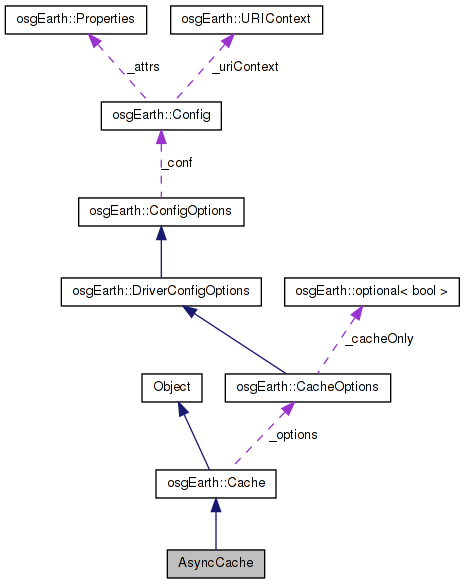 osgEarth::Properties
osgEarth::URIContext
_attrs
_uriContext
osgEarth::Config
_conf
osgEarth::ConfigOptions
osgEarth::DriverConfigOptions
osgEarth::optional< bool >
_cacheOnly
Object
osgEarth::CacheOptions
_options
osgEarth::Cache
AsyncCache